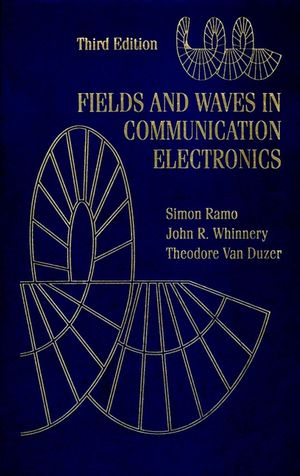 Third Edition
FIELDS AND WAVES IN
COMMUNICATION
ELECTRONICS
Simon Ramo
John R. Whinnery
Theodore Van Duzer